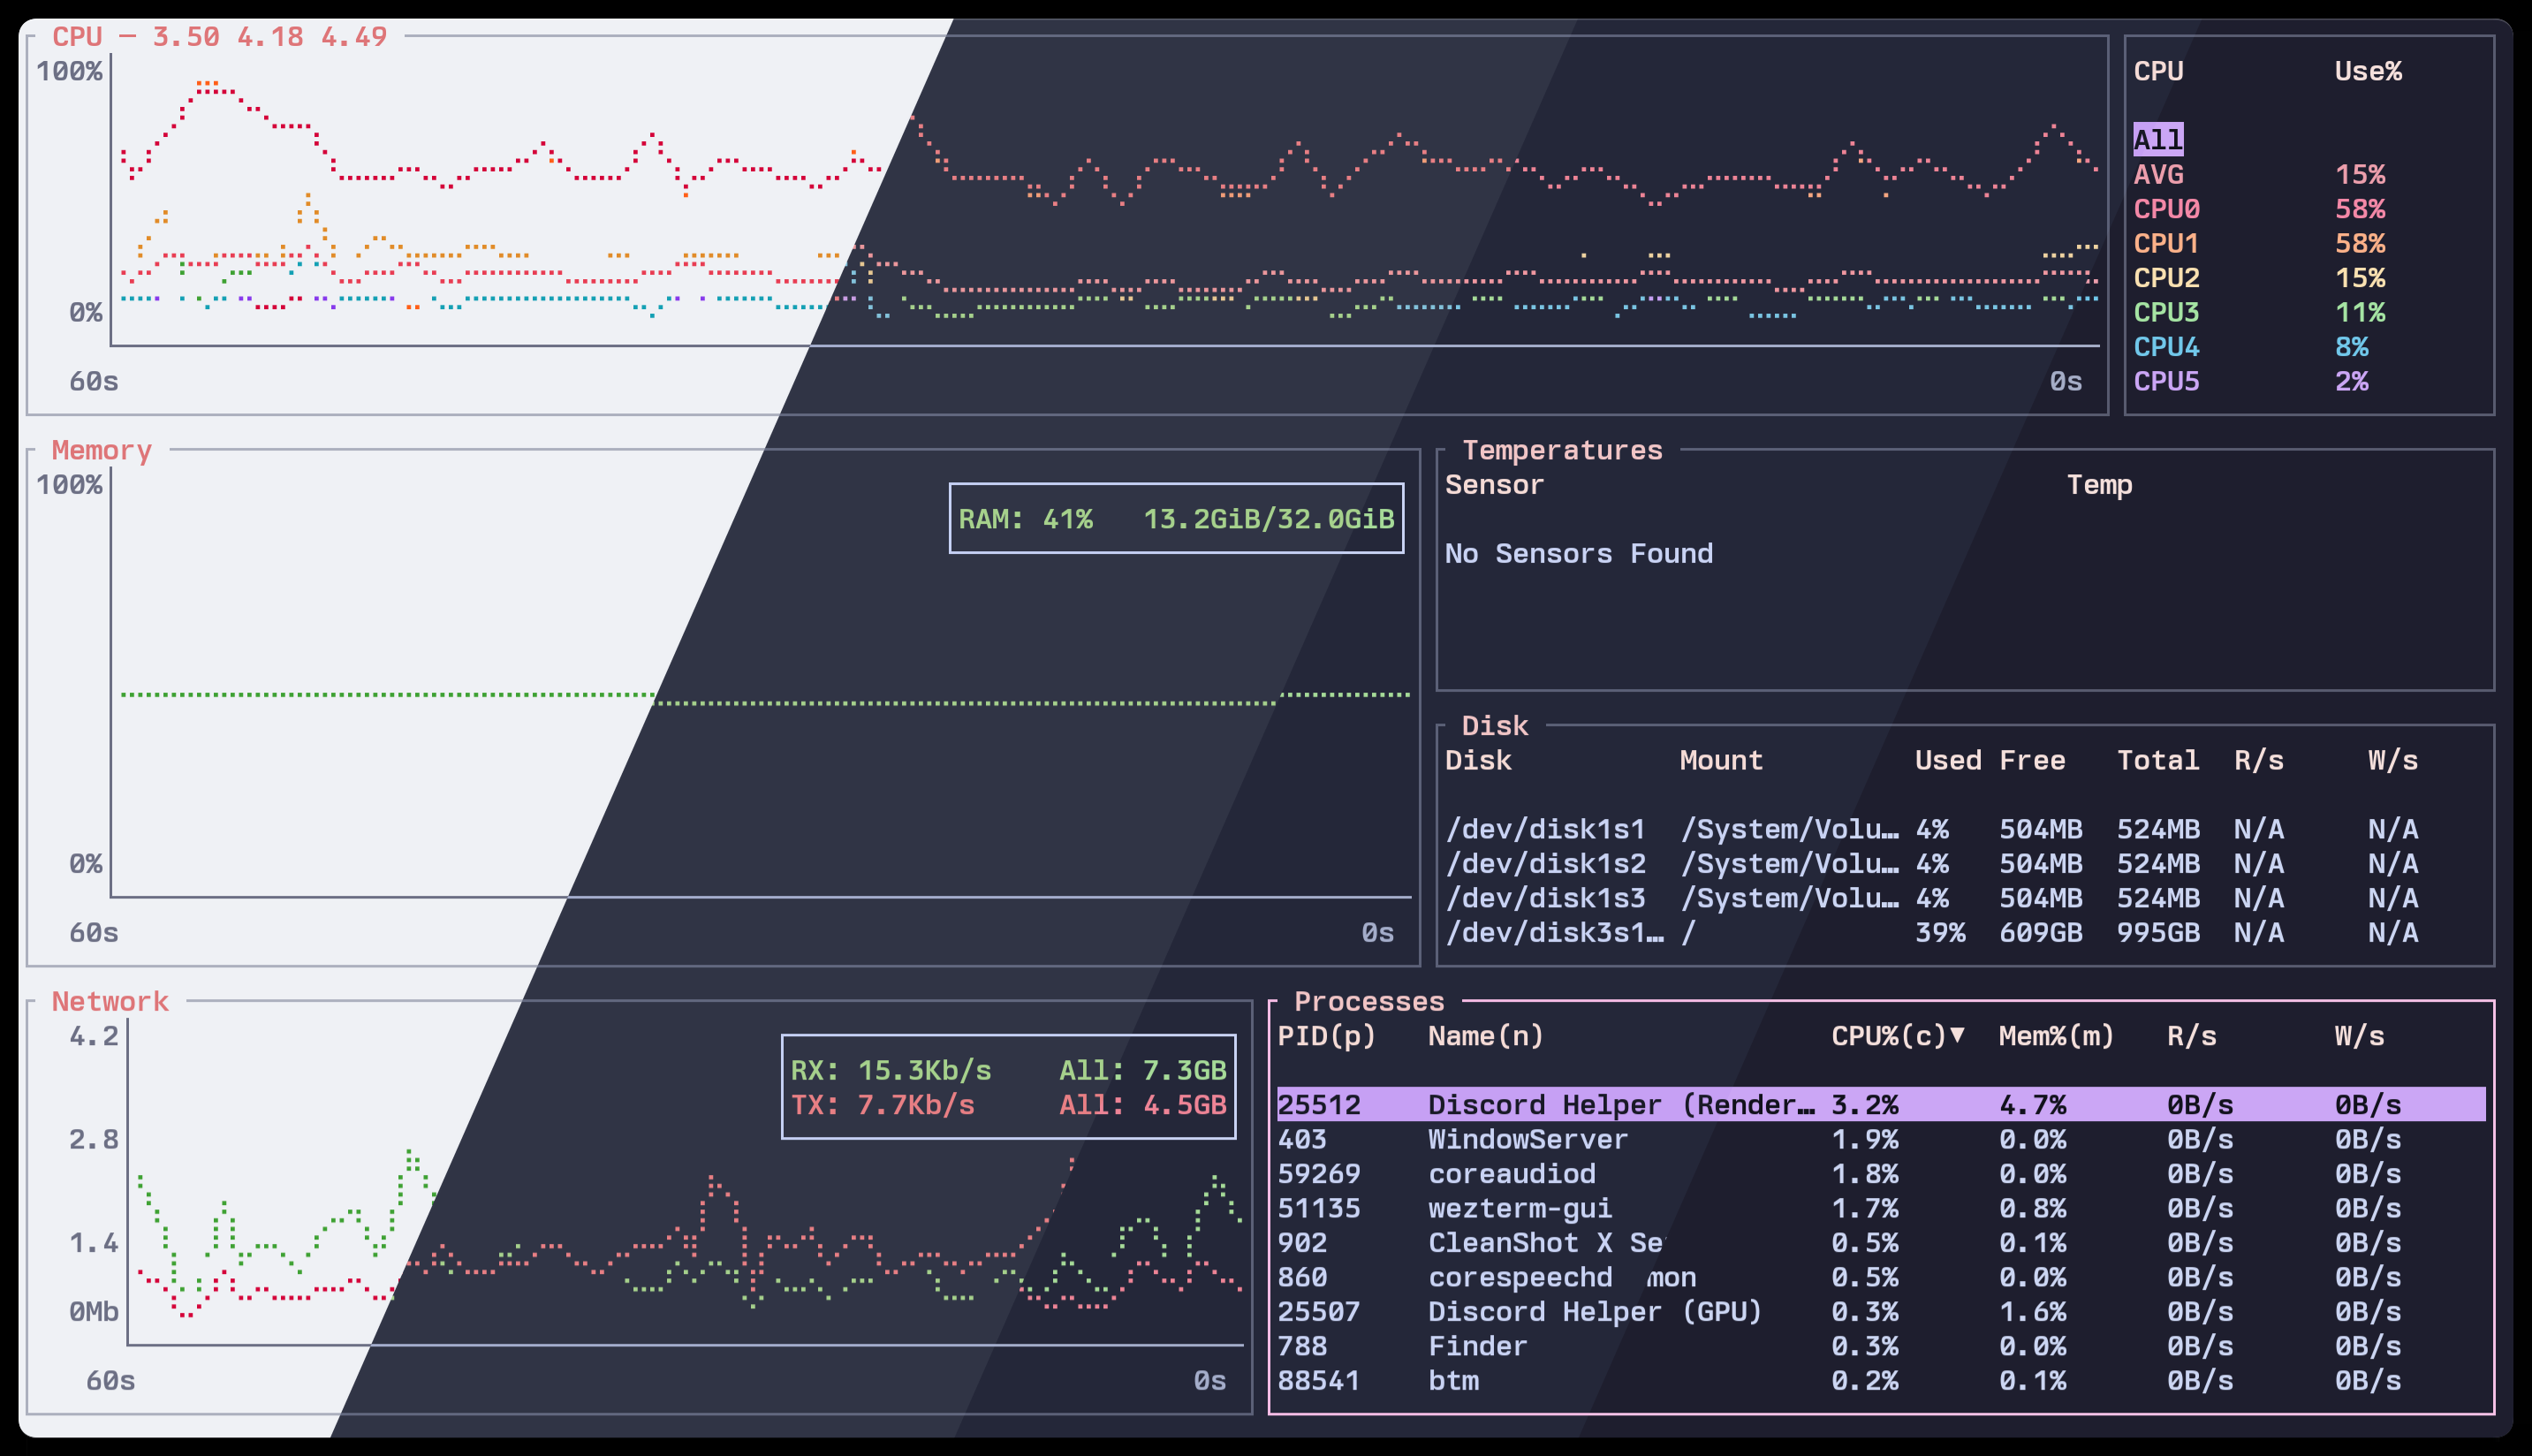 CPU — 3.50 4.18 4.49
100%
0%
60s 0s
CPU Use%
All
AVG 15%
CPU0 58%
CPU1 58%
CPU2 15%
CPU3 11%
CPU4 8%
CPU5 2%
Memory
100%
RAM: 41% 13.2GiB/32.0GiB
0%
60s 0s
Temperatures
Sensor Temp
No Sensors Found
Disk
Disk Mount Used Free Total R/s W/s
/dev/disk1s1 /System/Volu… 4% 504MB 524MB N/A N/A
/dev/disk1s2 /System/Volu… 4% 504MB 524MB N/A N/A
/dev/disk1s3 /System/Volu… 4% 504MB 524MB N/A N/A
/dev/disk3s1… / 39% 609GB 995GB N/A N/A
Network
4.2
2.8
1.4
0Mb
60s 0s
RX: 15.3Kb/s All: 7.3GB
TX: 7.7Kb/s All: 4.5GB
Processes
PID(p) Name(n) CPU%(c)▼ Mem%(m) R/s W/s
25512 Discord Helper (Render… 3.2% 4.7% 0B/s 0B/s
403 WindowServer 1.9% 0.0% 0B/s 0B/s
59269 coreaudiod 1.8% 0.0% 0B/s 0B/s
51135 wezterm-gui 1.7% 0.8% 0B/s 0B/s
902 CleanShot X Se 0.5% 0.1% 0B/s 0B/s
860 corespeechd mon 0.5% 0.0% 0B/s 0B/s
25507 Discord Helper (GPU) 0.3% 1.6% 0B/s 0B/s
788 Finder 0.3% 0.0% 0B/s 0B/s
88541 btm 0.2% 0.1% 0B/s 0B/s